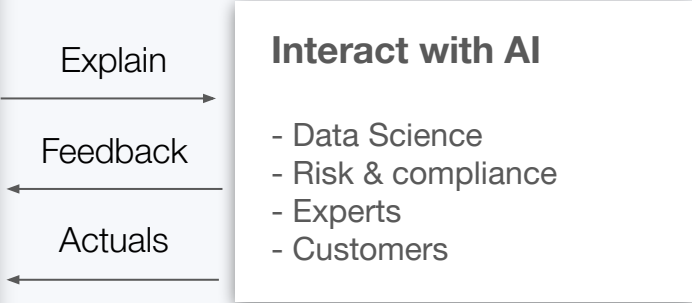 Explain
Feedback
Actuals
Interact with AI
- Data Science
- Risk & compliance
- Experts
- Customers